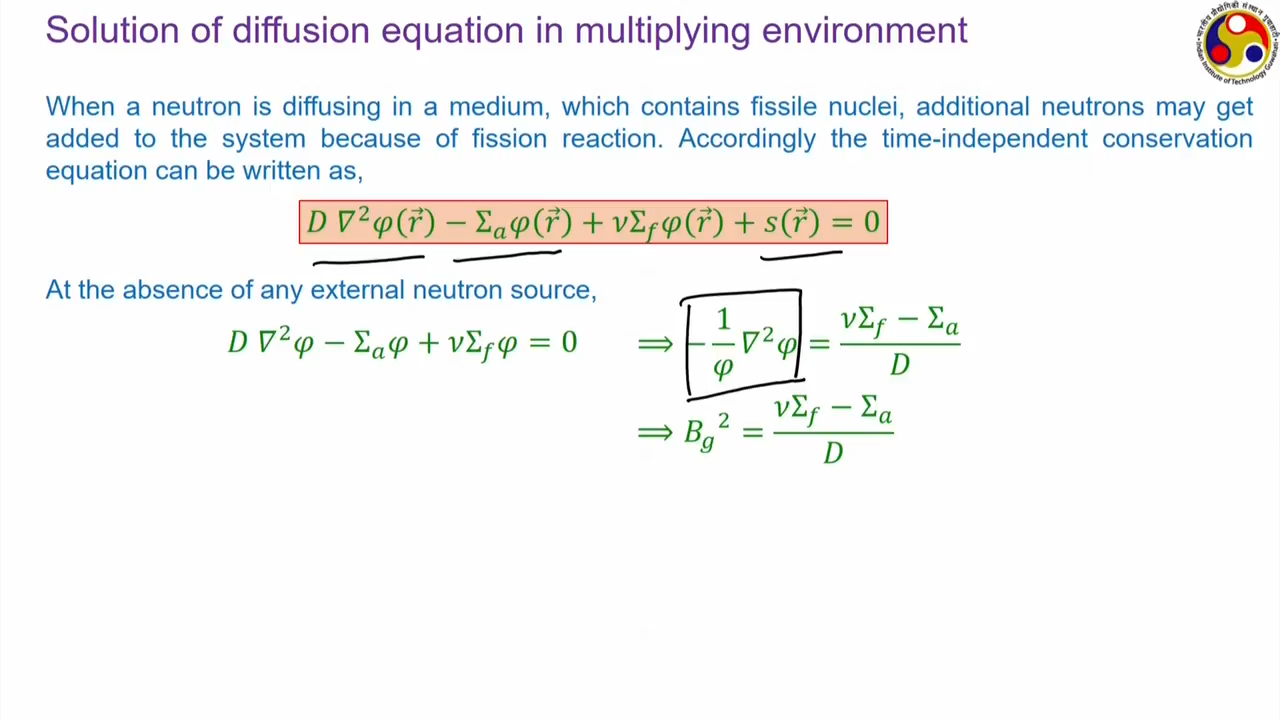 Solution of diffusion equation in multiplying environment
When a neutron is diffusing in a medium, which contains fissile nuclei, additional neutrons may get
added to the system because of fission reaction. Accordingly the time-independent conservation
equation can be written as,
D ∇²φ(r⃗) − Σₐφ(r⃗) + νΣ_fφ(r⃗) + s(r⃗) = 0
At the absence of any external neutron source,
D ∇²φ − Σₐφ + νΣ_fφ = 0 ⟹ −(1/φ)∇²φ = (νΣ_f − Σₐ)/D
⟹ B_g² = (νΣ_f − Σₐ)/D